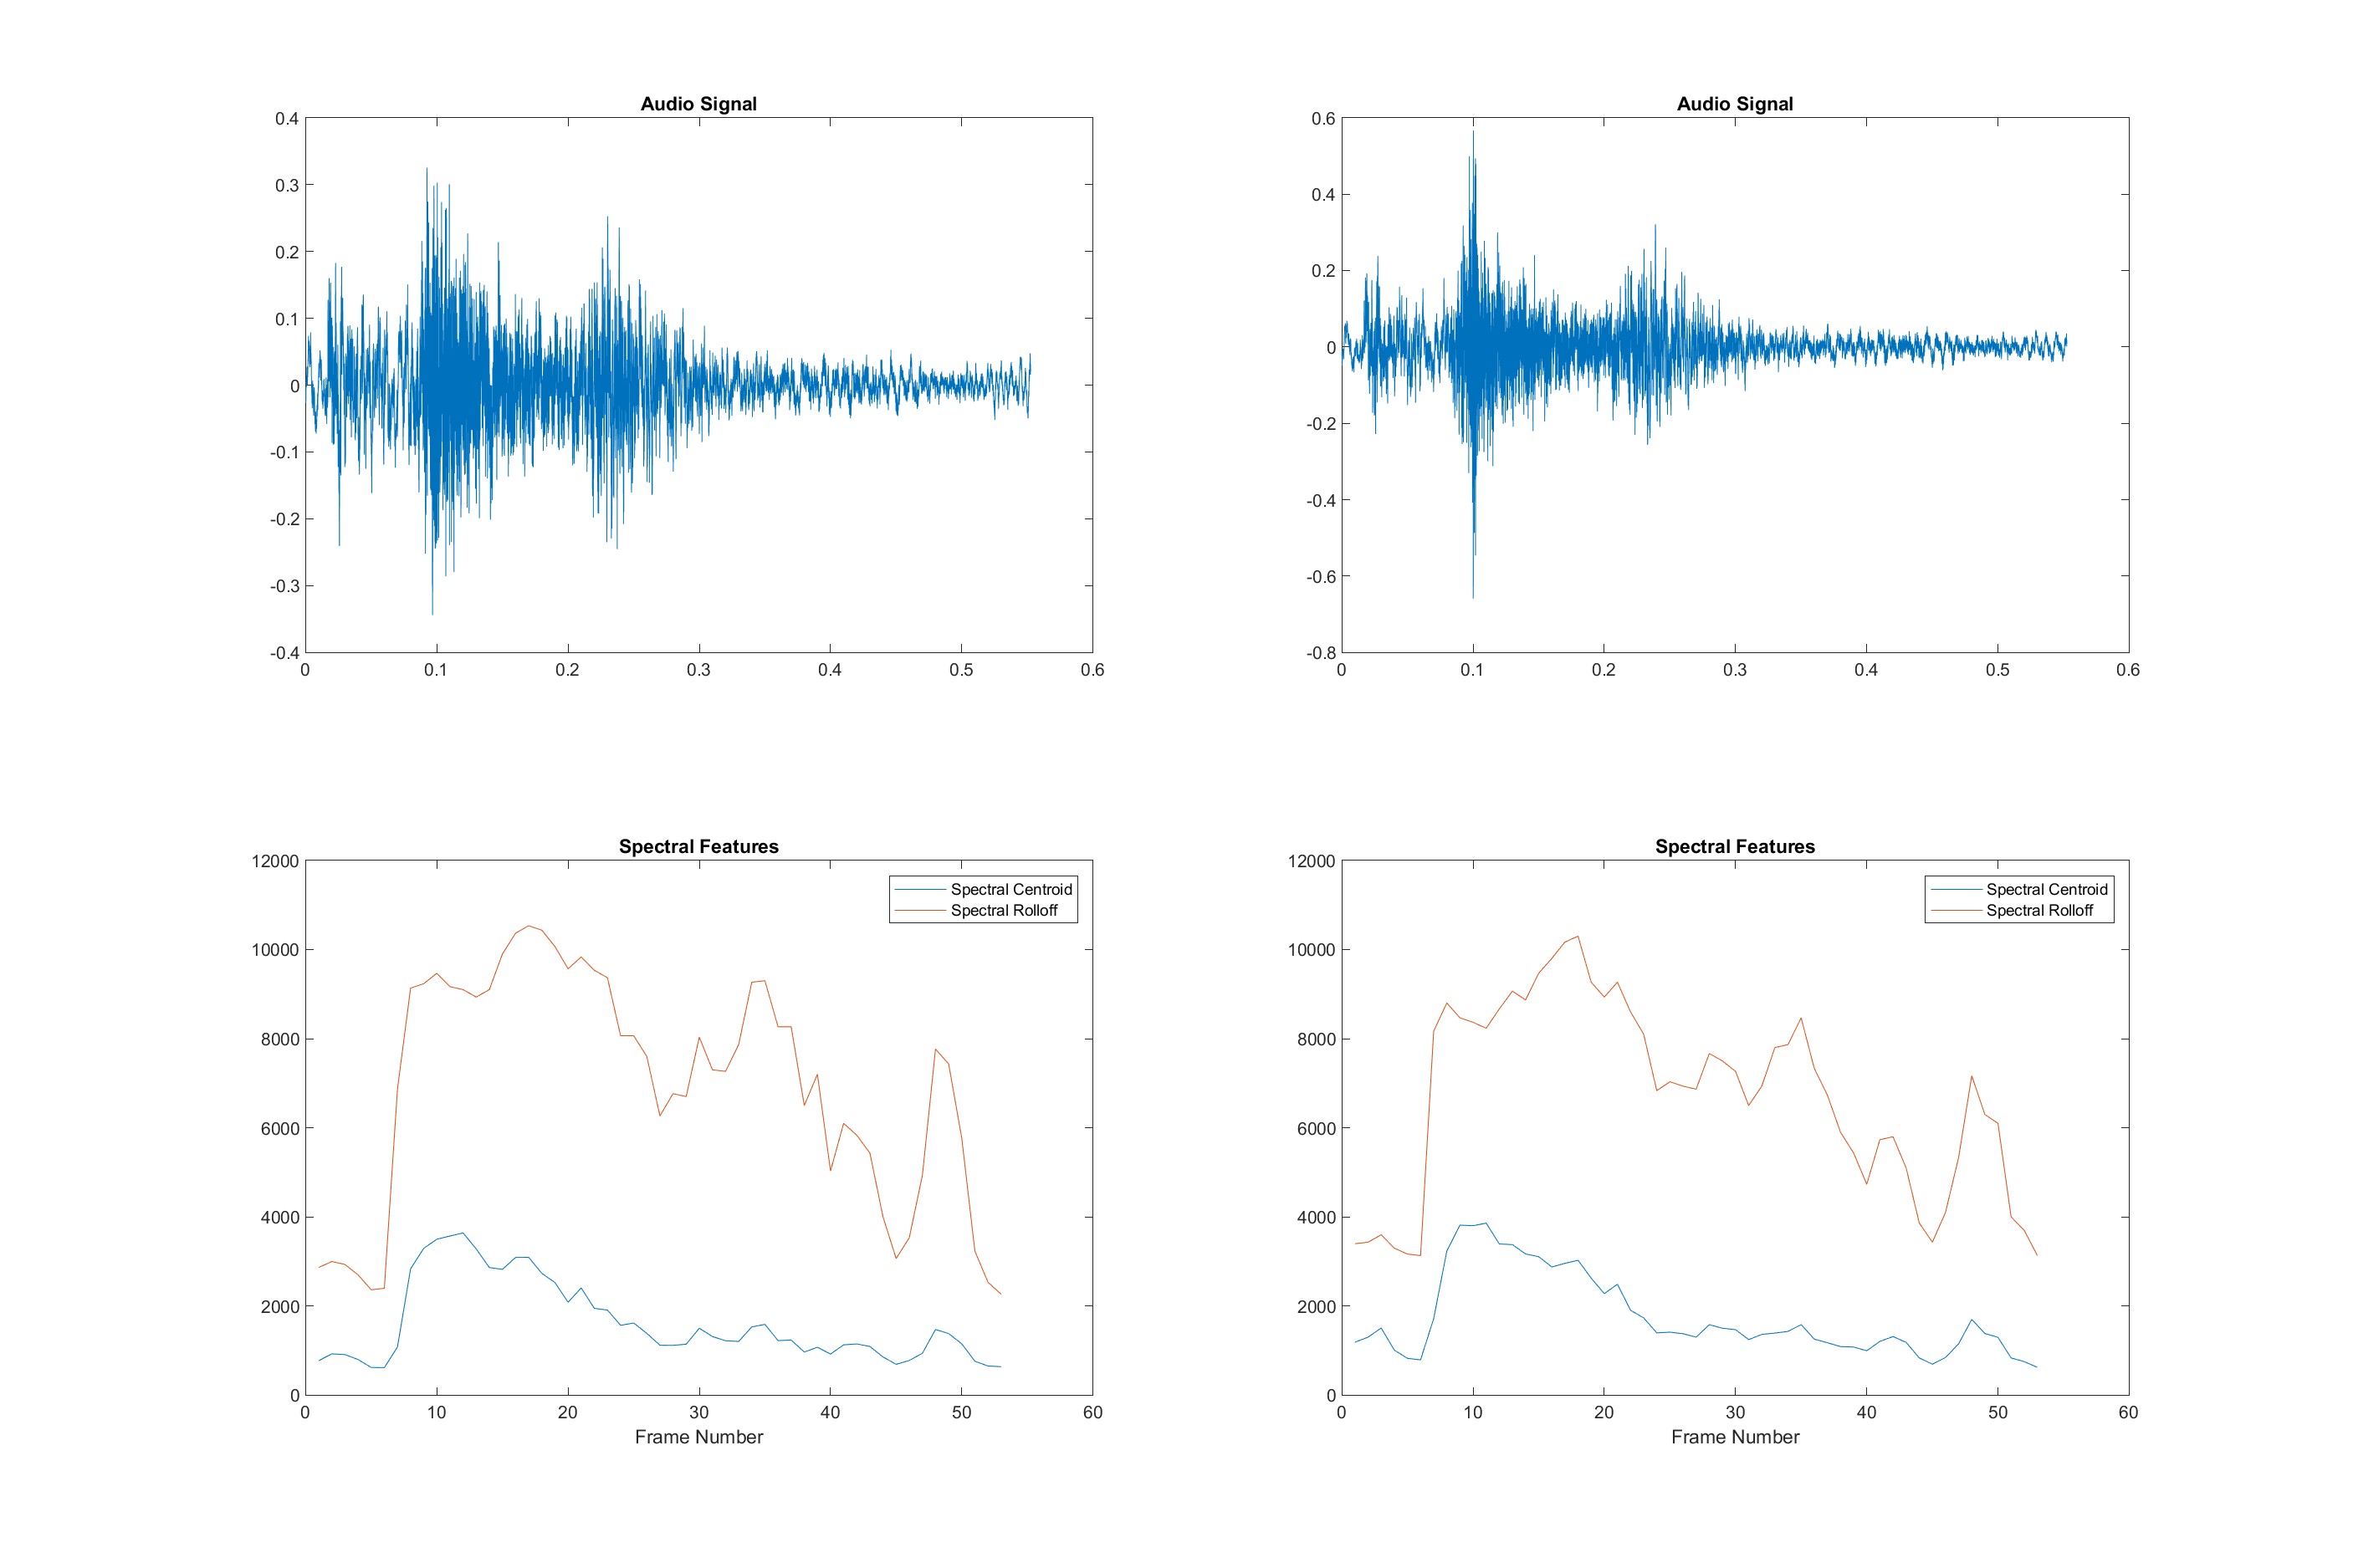 Audio Signal
0.4
0.3
0.2
0.1
0
-0.1
-0.2
-0.3
-0.4
0 0.1 0.2 0.3 0.4 0.5 0.6
Audio Signal
0.6
0.4
0.2
0
-0.2
-0.4
-0.6
-0.8
0 0.1 0.2 0.3 0.4 0.5 0.6
Spectral Features
12000
10000
8000
6000
4000
2000
0
Spectral Centroid
Spectral Rolloff
0 10 20 30 40 50 60
Frame Number
Spectral Features
12000
10000
8000
6000
4000
2000
0
Spectral Centroid
Spectral Rolloff
0 10 20 30 40 50 60
Frame Number